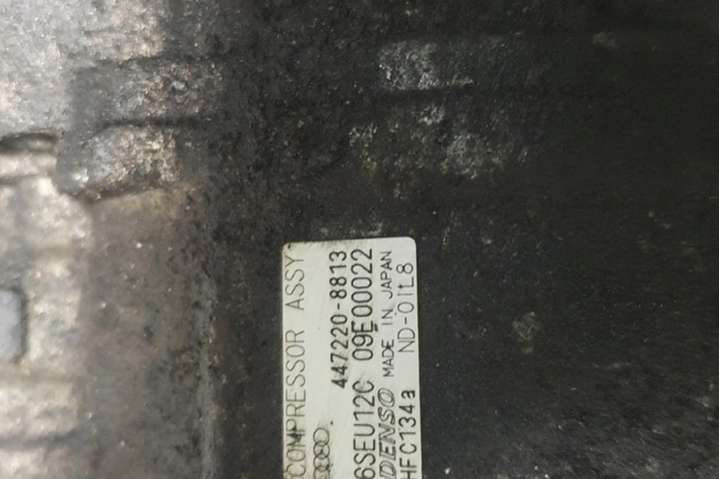 COMPRESSOR ASSY
447220-8813
6SEU12C 09E00022
DENSO MADE IN JAPAN
HFC134a ND-OIL8